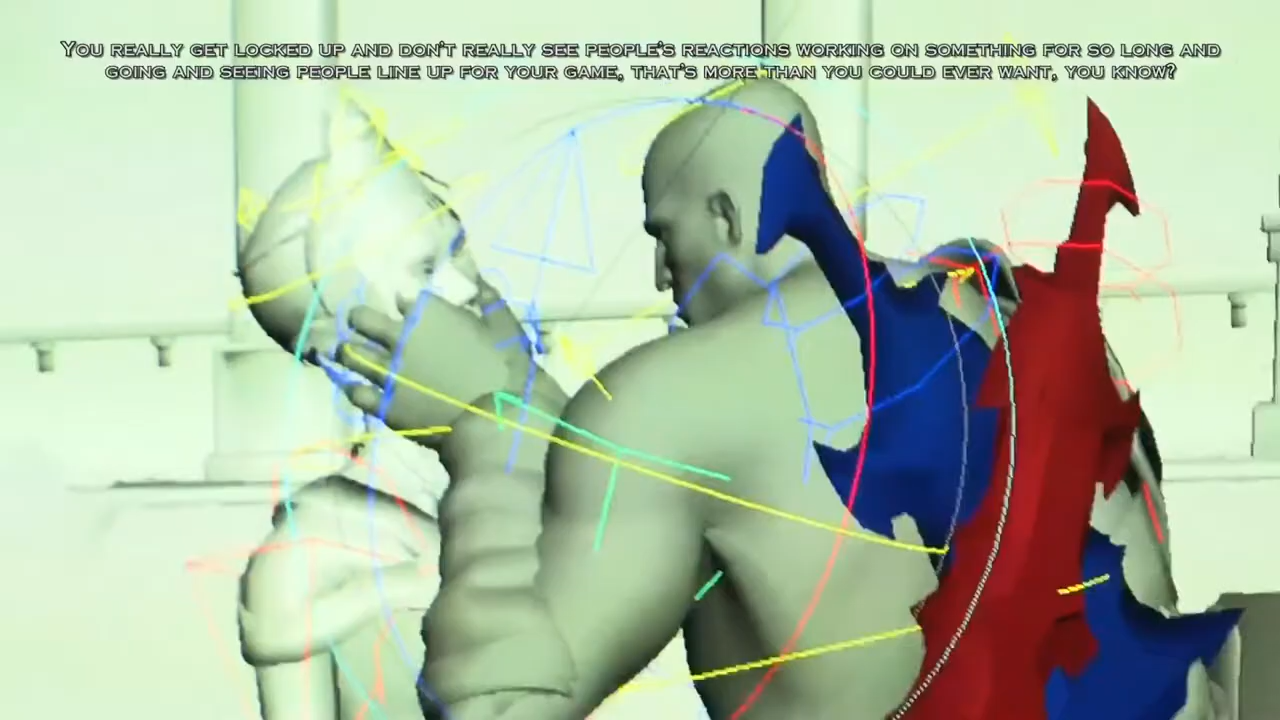 You really get locked up and don't really see people's reactions working on something for so long and
going and seeing people line up for your game, that's more than you could ever want, you know?